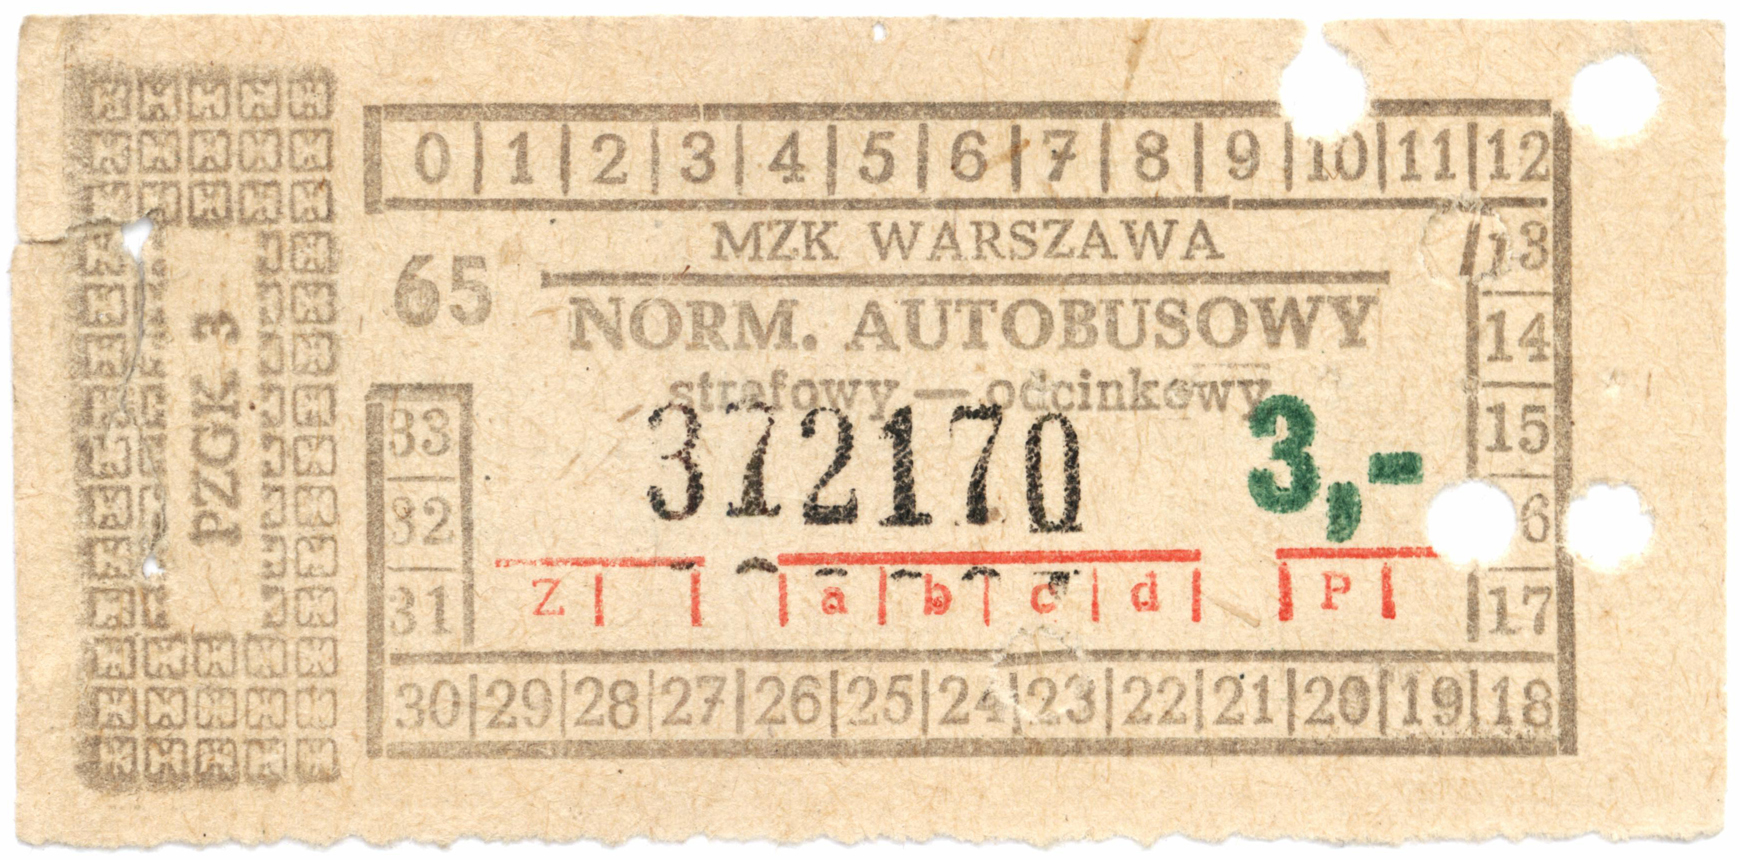 0 1 2 3 4 5 6 7 8 9 10 11 12
MZK WARSZAWA
13
65
NORM. AUTOBUSOWY
14
PZGK 3
strefowy — odcinkowy
33
372170
3,-
15
32
6
Z a b c d P
31
17
30 29 28 27 26 25 24 23 22 21 20 19 18